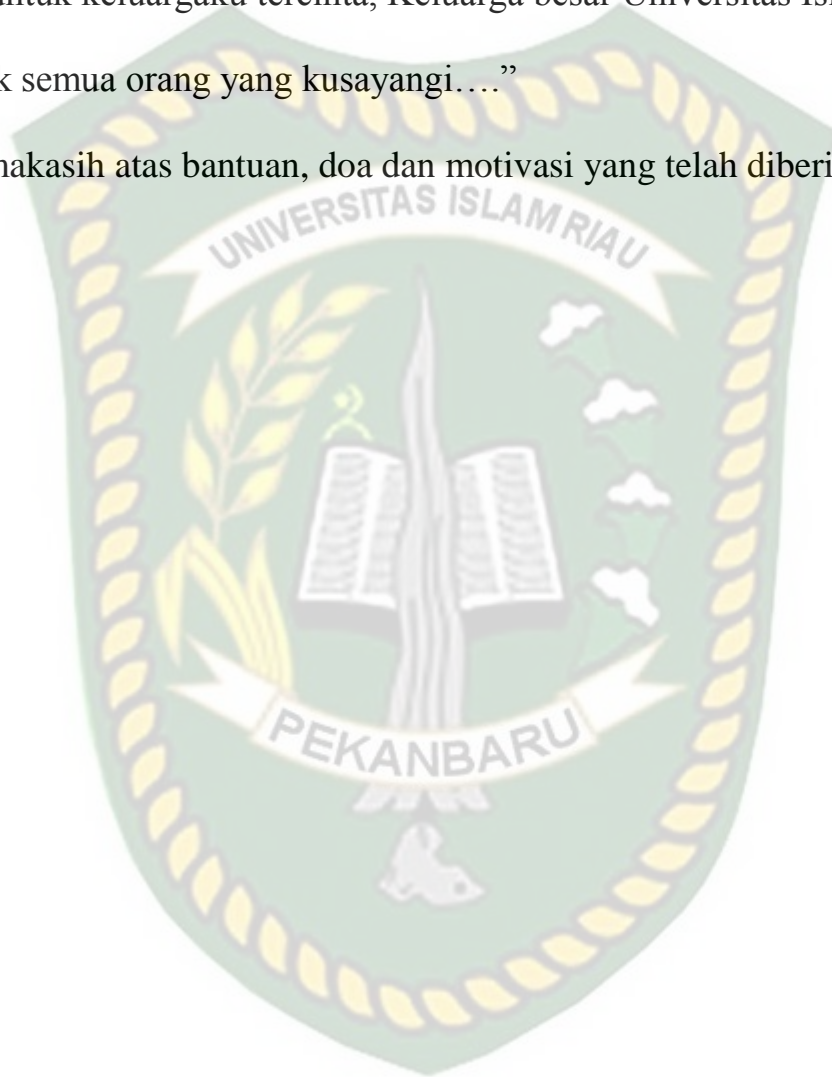 untuk keluargaku tercinta, Keluarga besar Universitas Isl
k semua orang yang kusayangi….”
makasih atas bantuan, doa dan motivasi yang telah diberi
UNIVERSITAS ISLAM RIAU
PEKANBARU